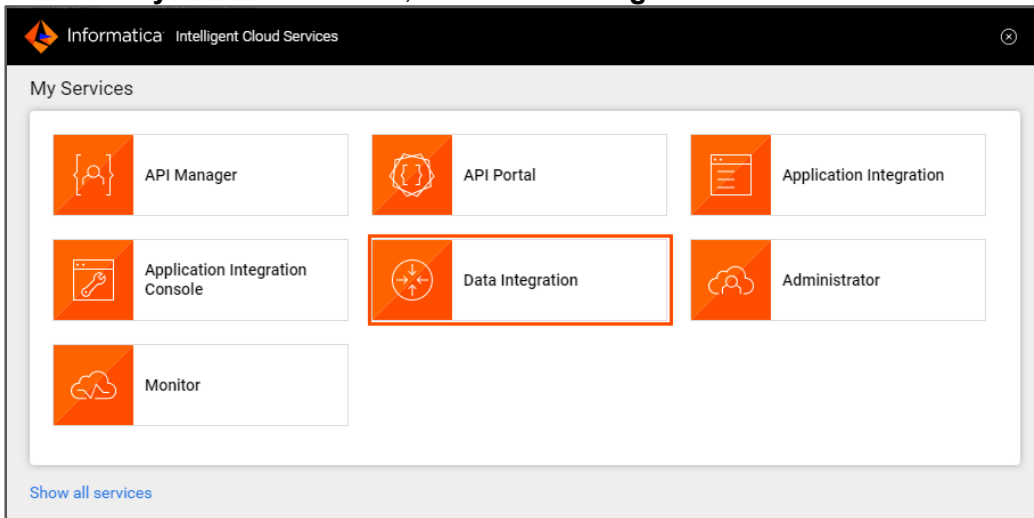 Informatica Intelligent Cloud Services
My Services
API Manager
API Portal
Application Integration
Application Integration
Console
Data Integration
Administrator
Monitor
Show all services